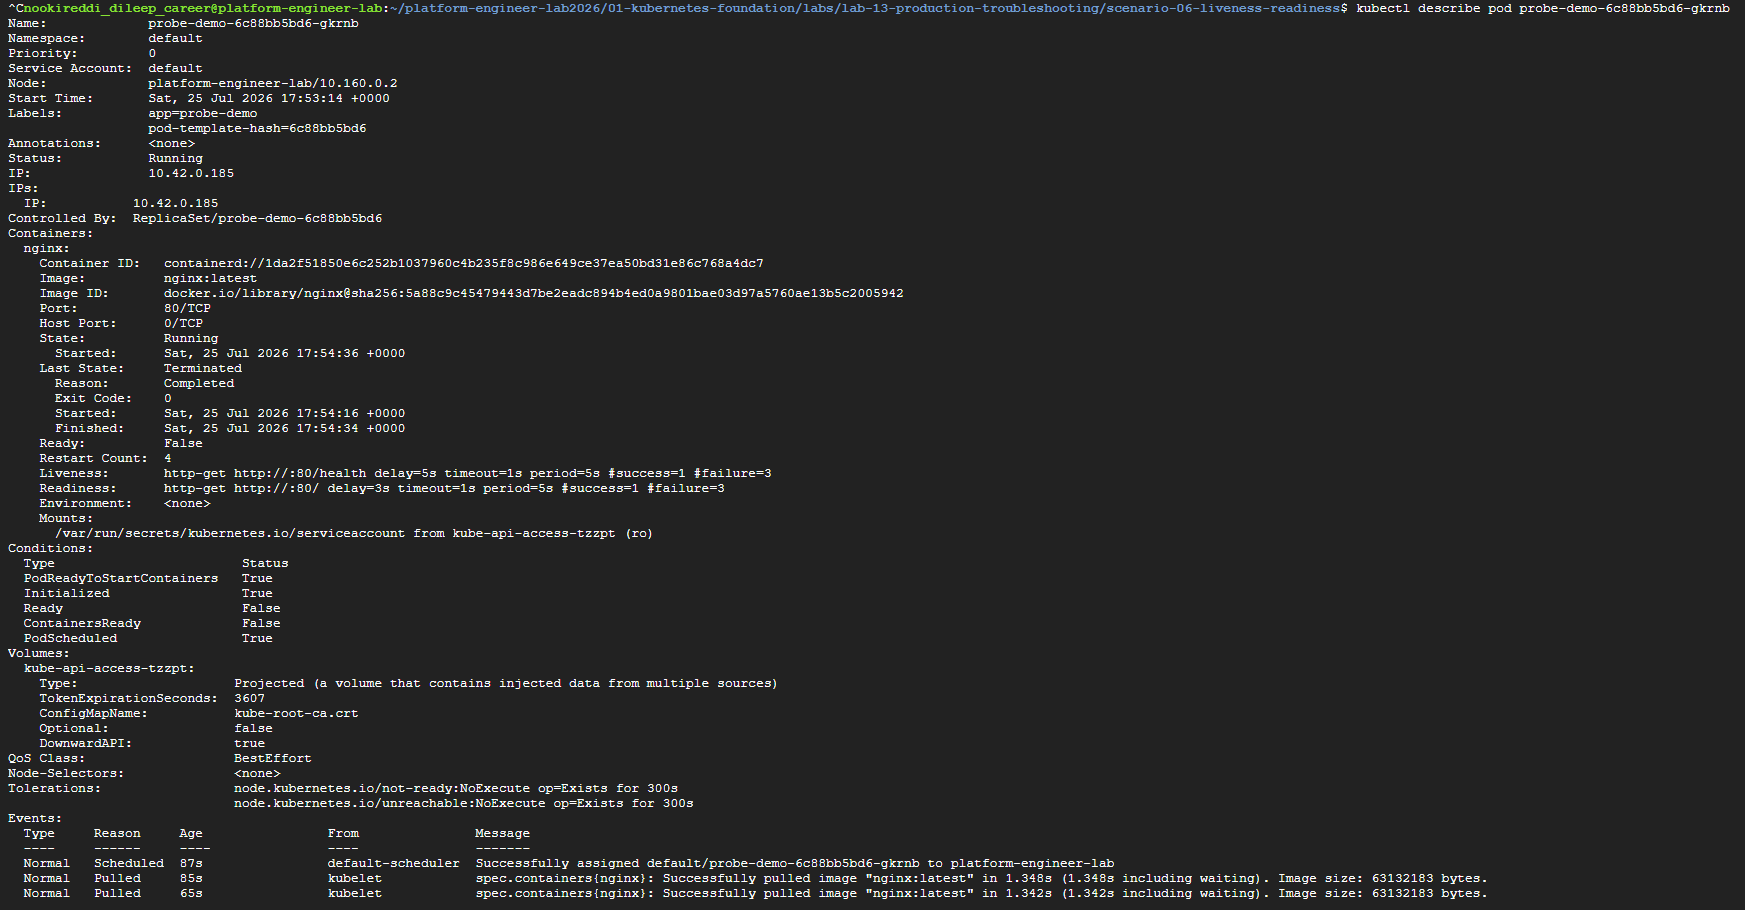 ^Cnookireddi_dileep_career@platform-engineer-lab:~/platform-engineer-lab2026/01-kubernetes-foundation/labs/lab-13-production-troubleshooting/scenario-06-liveness-readiness$ kubectl describe pod probe-demo-6c88bb5bd6-gkrnb
Name:             probe-demo-6c88bb5bd6-gkrnb
Namespace:        default
Priority:         0
Service Account:  default
Node:             platform-engineer-lab/10.160.0.2
Start Time:       Sat, 25 Jul 2026 17:53:14 +0000
Labels:           app=probe-demo
                  pod-template-hash=6c88bb5bd6
Annotations:      <none>
Status:           Running
IP:               10.42.0.185
IPs:
  IP:           10.42.0.185
Controlled By:  ReplicaSet/probe-demo-6c88bb5bd6
Containers:
  nginx:
    Container ID:   containerd://1da2f51850e6c252b1037960c4b235f8c986e649ce37ea50bd31e86c768a4dc7
    Image:          nginx:latest
    Image ID:       docker.io/library/nginx@sha256:5a88c9c45479443d7be2eadc894b4ed0a9801bae03d97a5760ae13b5c2005942
    Port:           80/TCP
    Host Port:      0/TCP
    State:          Running
      Started:      Sat, 25 Jul 2026 17:54:36 +0000
    Last State:     Terminated
      Reason:       Completed
      Exit Code:    0
      Started:      Sat, 25 Jul 2026 17:54:16 +0000
      Finished:     Sat, 25 Jul 2026 17:54:34 +0000
    Ready:          False
    Restart Count:  4
    Liveness:       http-get http://:80/health delay=5s timeout=1s period=5s #success=1 #failure=3
    Readiness:      http-get http://:80/ delay=3s timeout=1s period=5s #success=1 #failure=3
    Environment:    <none>
    Mounts:
      /var/run/secrets/kubernetes.io/serviceaccount from kube-api-access-tzzpt (ro)
Conditions:
  Type                        Status
  PodReadyToStartContainers   True
  Initialized                 True
  Ready                       False
  ContainersReady             False
  PodScheduled                True
Volumes:
  kube-api-access-tzzpt:
    Type:                    Projected (a volume that contains injected data from multiple sources)
    TokenExpirationSeconds:  3607
    ConfigMapName:           kube-root-ca.crt
    Optional:                false
    DownwardAPI:             true
QoS Class:                   BestEffort
Node-Selectors:              <none>
Tolerations:                 node.kubernetes.io/not-ready:NoExecute op=Exists for 300s
                             node.kubernetes.io/unreachable:NoExecute op=Exists for 300s
Events:
  Type    Reason     Age                From               Message
  ----    ------     ----               ----               -------
  Normal  Scheduled  87s                default-scheduler  Successfully assigned default/probe-demo-6c88bb5bd6-gkrnb to platform-engineer-lab
  Normal  Pulled     85s                kubelet            spec.containers{nginx}: Successfully pulled image "nginx:latest" in 1.348s (1.348s including waiting). Image size: 63132183 bytes.
  Normal  Pulled     65s                kubelet            spec.containers{nginx}: Successfully pulled image "nginx:latest" in 1.342s (1.342s including waiting). Image size: 63132183 bytes.